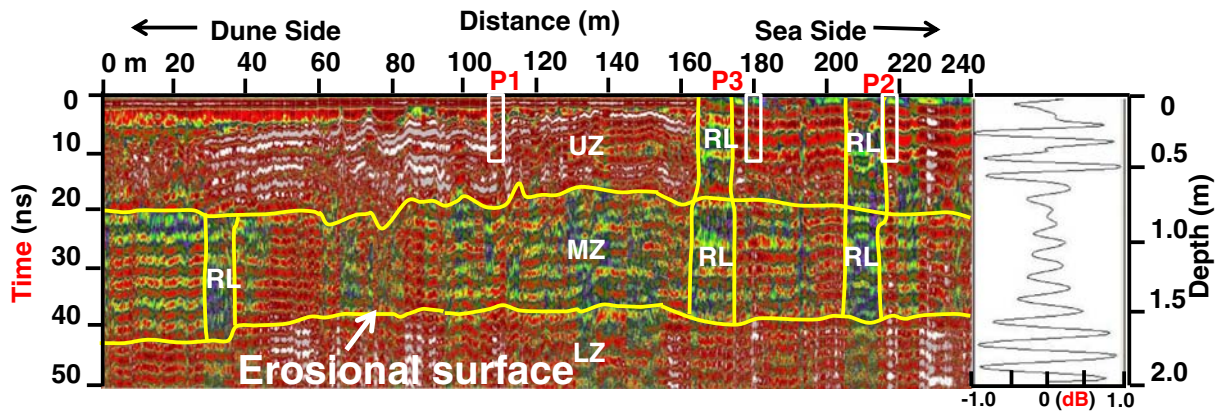 Dune Side Distance (m) Sea Side
0 m 20 40 60 80 100 120 140 160 180 200 220 240
P1 P3 P2
0 0
UZ RL RL
10 0.5
20 1.0
MZ RL RL
30 RL
40 1.5
LZ
Erosional surface
50 2.0
-1.0 0 (dB) 1.0
Time (ns)
Depth (m)